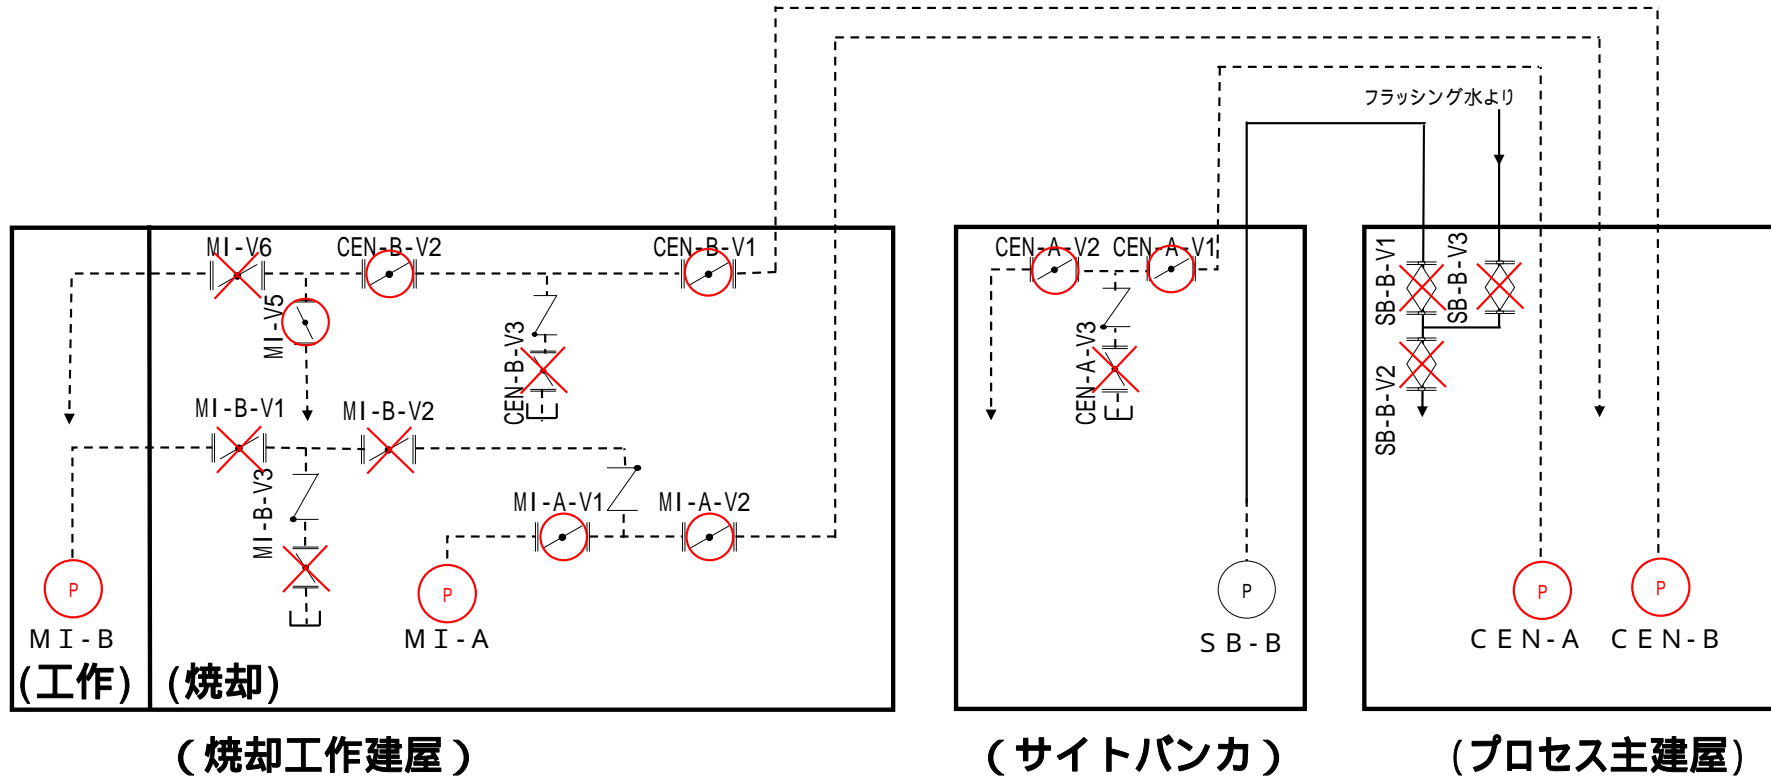 フラッシング水より
MI-V6
CEN-B-V2
CEN-B-V1
CEN-A-V2
CEN-A-V1
SB-B-V1
SB-B-V3
MI-V5
CEN-B-V3
CEN-A-V3
SB-B-V2
MI-B-V1
MI-B-V2
MI-B-V3
MI-A-V1
MI-A-V2
P
P
P
P
P
MI-B
MI-A
SB-B
CEN-A
CEN-B
(工作)
(焼却)
(焼却工作建屋)
(サイトバンカ)
(プロセス主建屋)